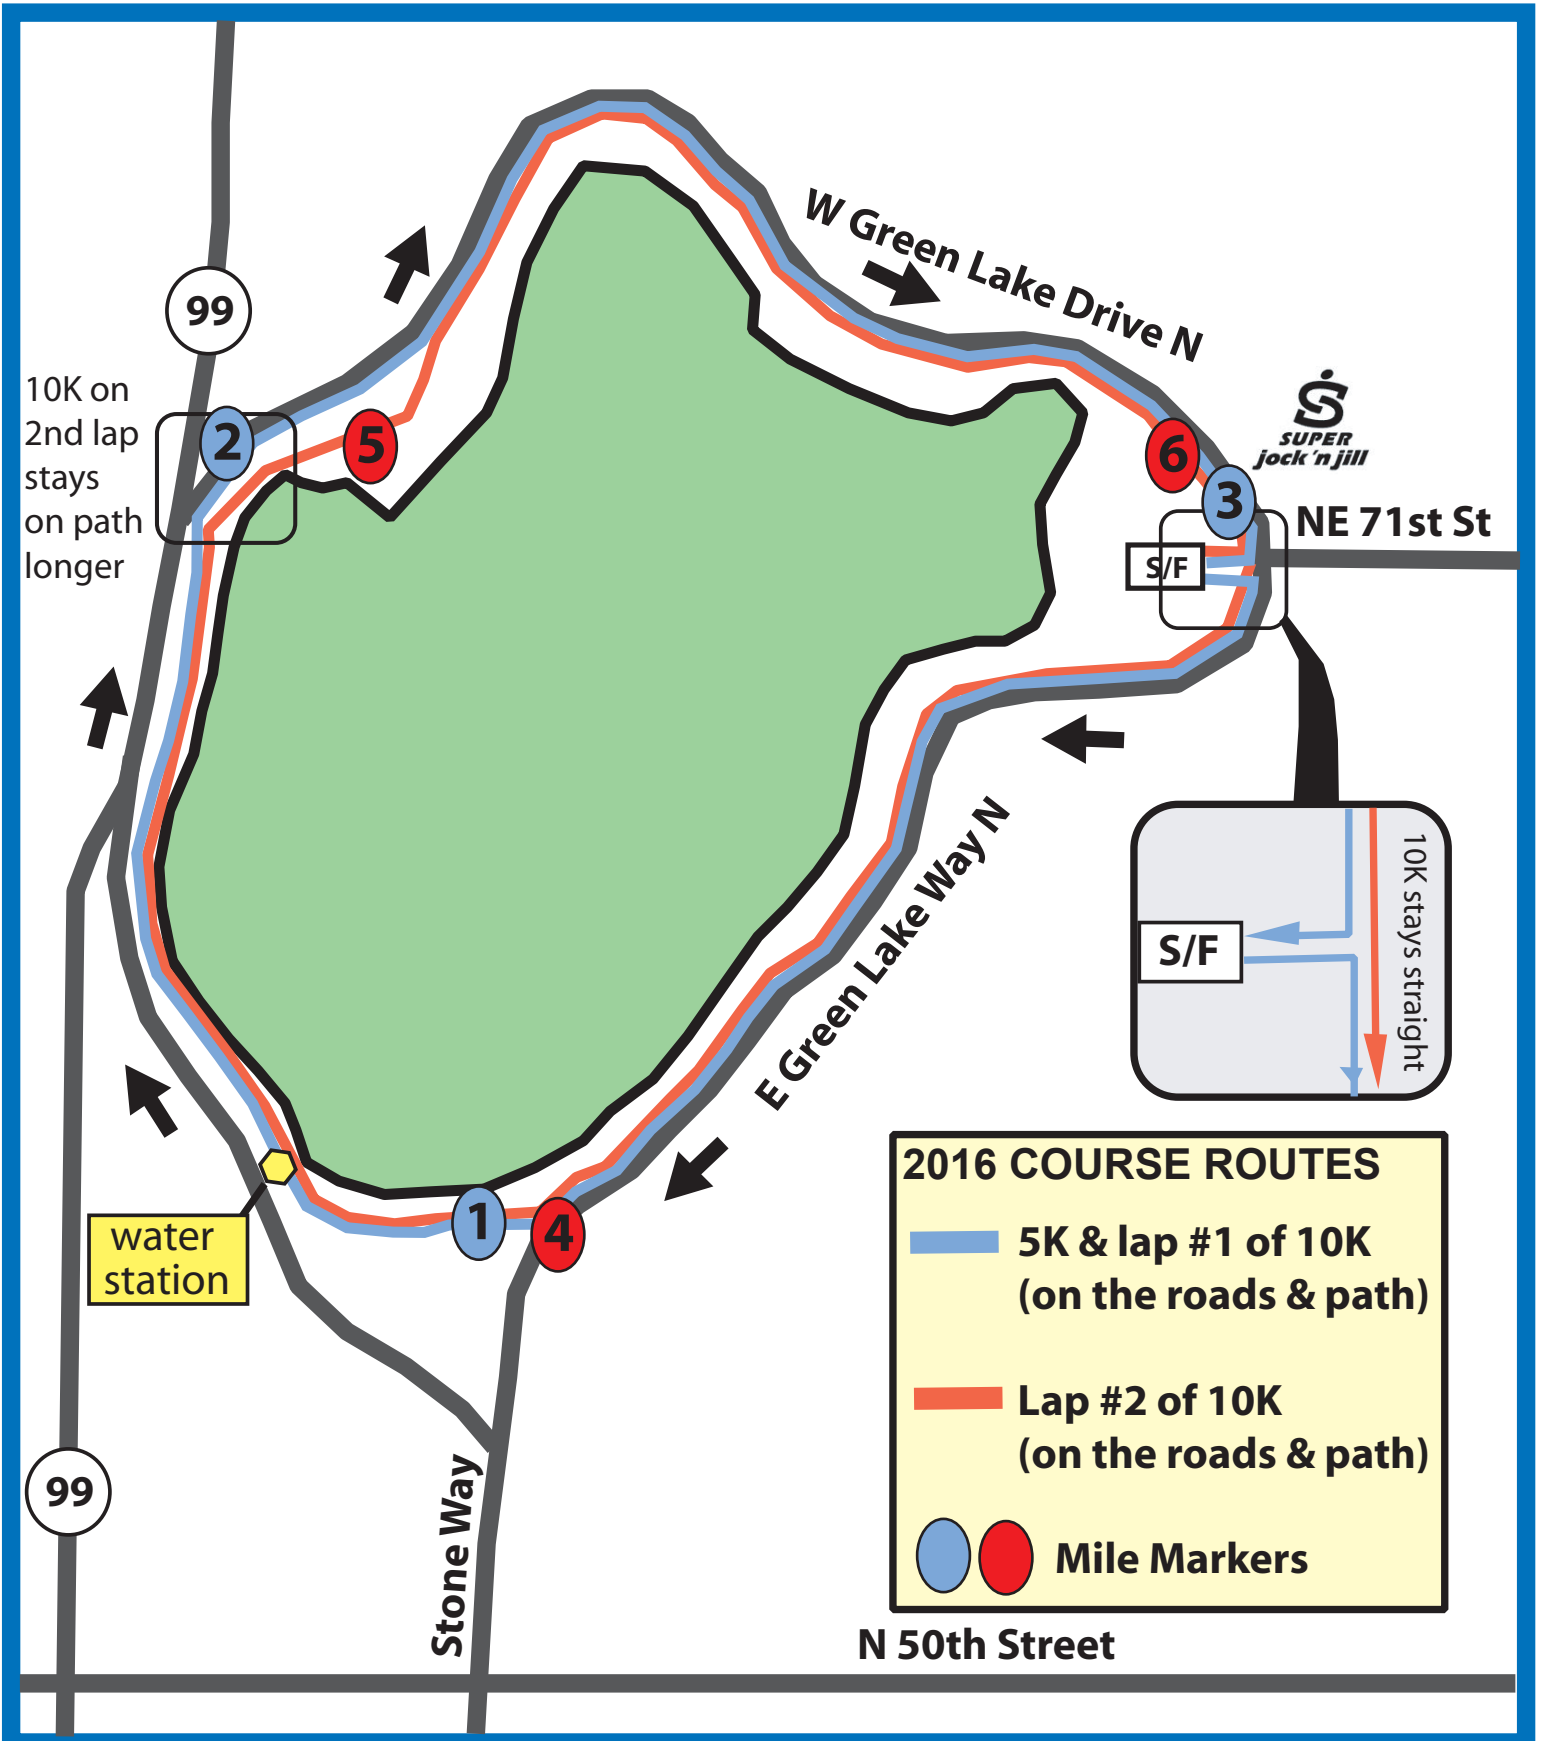 W Green Lake Drive N
99
10K on
2nd lap
stays
on path
longer
2
5
6
3
S
SUPER
jock 'n jill
NE 71st St
S/F
E Green Lake Way N
10K stays straight
S/F
1
4
water
station
99
Stone Way
2016 COURSE ROUTES
5K & lap #1 of 10K
(on the roads & path)
Lap #2 of 10K
(on the roads & path)
Mile Markers
N 50th Street